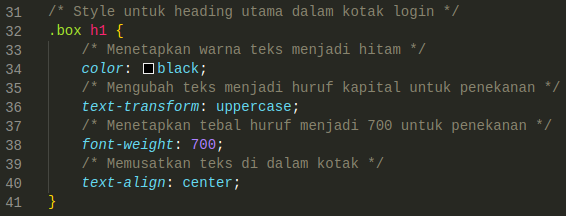 31 /* Style untuk heading utama dalam kotak login */
32 .box h1 {
33     /* Menetapkan warna teks menjadi hitam */
34     color: black;
35     /* Mengubah teks menjadi huruf kapital untuk penekanan */
36     text-transform: uppercase;
37     /* Menetapkan tebal huruf menjadi 700 untuk penekanan */
38     font-weight: 700;
39     /* Memusatkan teks di dalam kotak */
40     text-align: center;
41 }